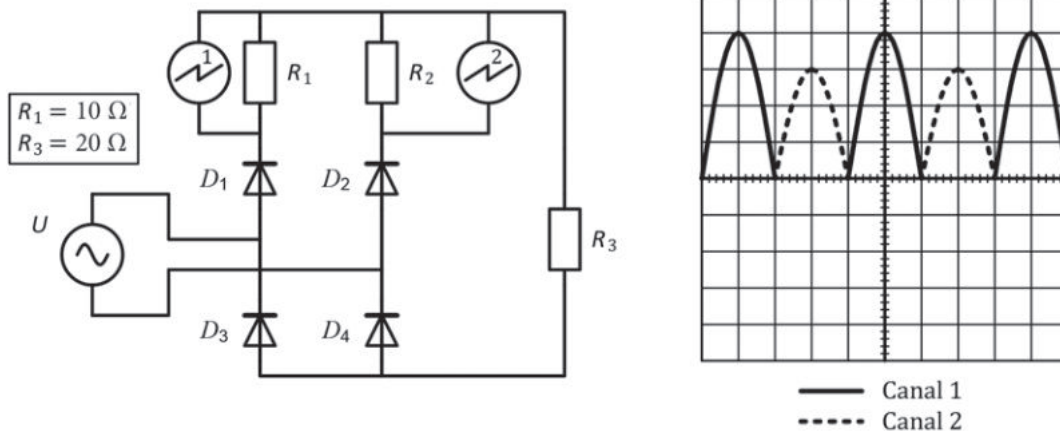 1
R₁
R₂
2
R₁ = 10 Ω
R₃ = 20 Ω
D₁
D₂
U
R₃
D₃
D₄
Canal 1
Canal 2